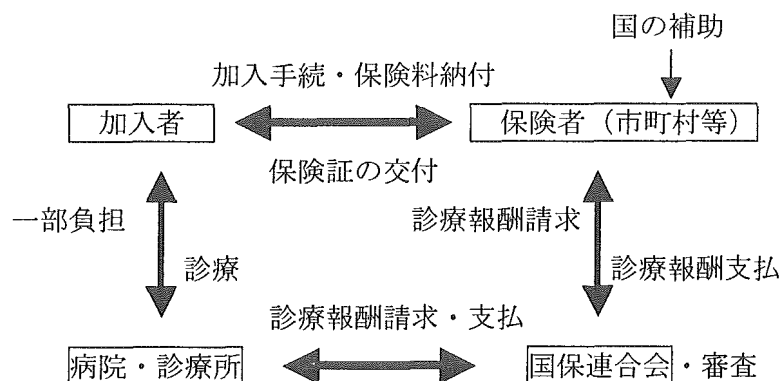 国の補助
加入手続・保険料納付
加入者
保険者（市町村等）
保険証の交付
一部負担
診療報酬請求
診療
診療報酬支払
診療報酬請求・支払
病院・診療所
国保連合会・審査